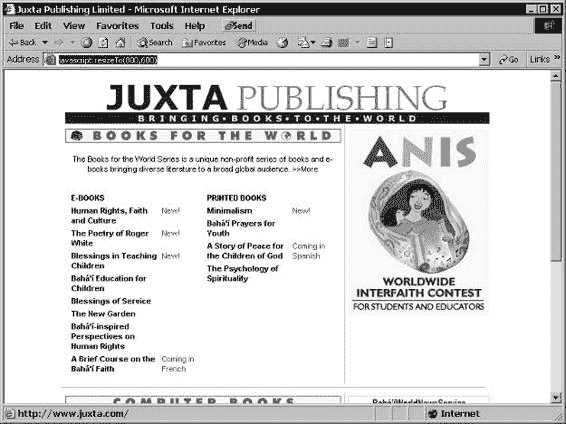 Juxta Publishing Limited - Microsoft Internet Explorer
File Edit View Favorites Tools Help Send
Back Search Favorites Media
Address javascript:resizeTo(800,600) Go Links »
JUXTA PUBLISHING
BRINGING•BOOKS•TO•THE•WORLD
BOOKS FOR THE WORLD
The Books for the World Series is a unique non-profit series of books and e-
books bringing diverse literature to a broad global audience. >>More
E-BOOKS
Human Rights, Faith New!
and Culture
The Poetry of Roger New!
White
Blessings in Teaching New!
Children
Bahá'í Education for
Children
Blessings of Service
The New Garden
Bahá'í-inspired
Perspectives on
Human Rights
A Brief Course on the Coming in
Bahá'í Faith French
PRINTED BOOKS
Minimalism New!
Bahá'í Prayers for
Youth
A Story of Peace for Coming in
the Children of God Spanish
The Psychology of
Spirituality
ANIS
WORLDWIDE
INTERFAITH CONTEST
FOR STUDENTS AND EDUCATORS
COMPUTER BOOKS
Bahá'íWorldNewsService
http://www.juxta.com/ Internet